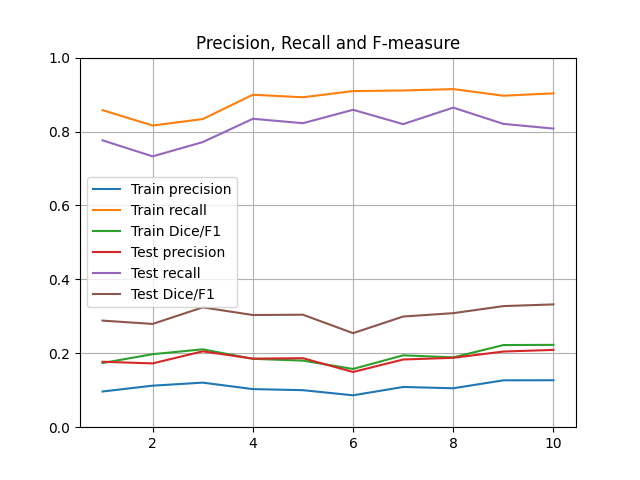 Precision, Recall and F-measure
1.0
0.8
0.6
0.4
0.2
0.0
Train precision
Train recall
Train Dice/F1
Test precision
Test recall
Test Dice/F1
2 4 6 8 10